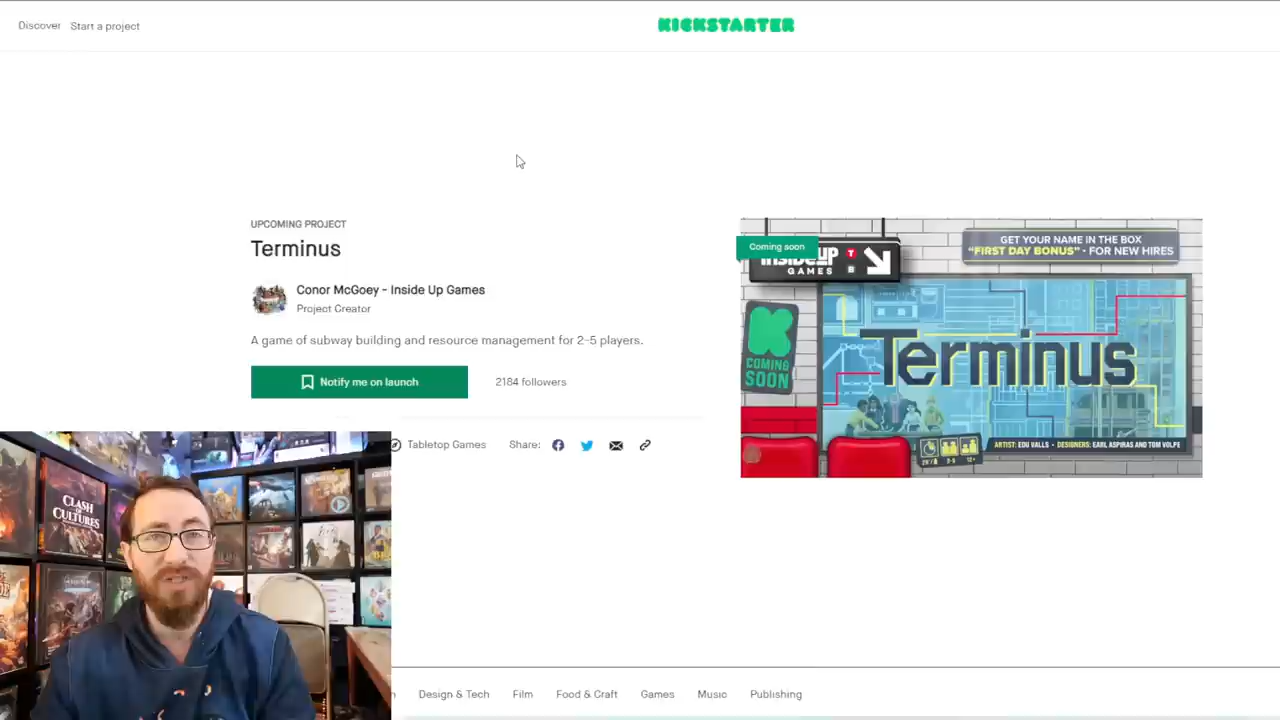 Discover Start a project
KICKSTARTER
UPCOMING PROJECT
Terminus
Conor McGoey - Inside Up Games
Project Creator
A game of subway building and resource management for 2-5 players.
Notify me on launch
2184 followers
Tabletop Games
Share:
Coming soon
INSIDE UP
GAMES
T
B
GET YOUR NAME IN THE BOX
"FIRST DAY BONUS" - FOR NEW HIRES
K
COMING
SOON
Terminus
ARTIST: EDU VALLS • DESIGNERS: EARL ASPIRAS AND TOM VOLPE
CLASH
OF
CULTURES
Design & Tech Film Food & Craft Games Music Publishing